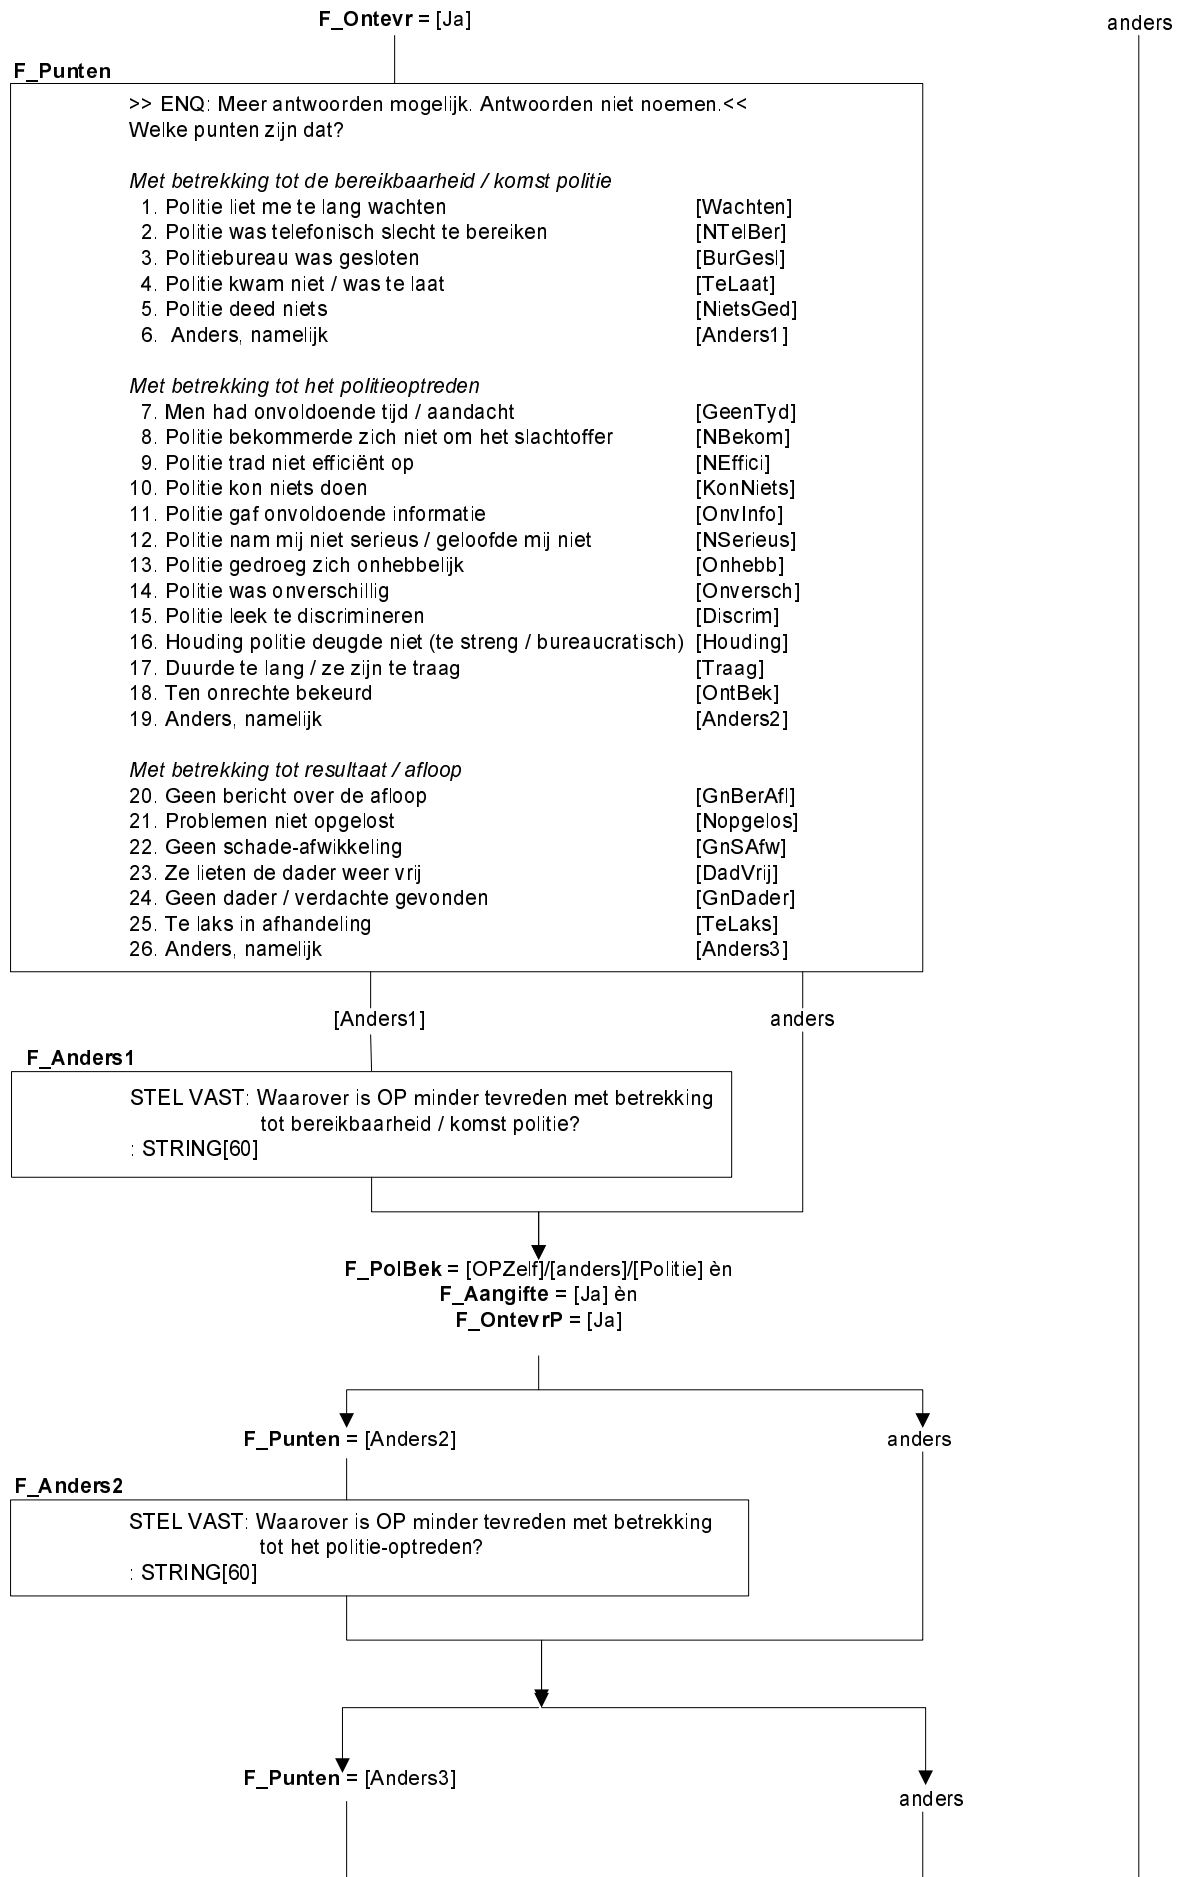 F_Ontevr = [Ja] anders
F_Punten
>> ENQ: Meer antwoorden mogelijk. Antwoorden niet noemen.<<
Welke punten zijn dat?
Met betrekking tot de bereikbaarheid / komst politie
1. Politie liet me te lang wachten [Wachten]
2. Politie was telefonisch slecht te bereiken [NTelBer]
3. Politiebureau was gesloten [BurGesl]
4. Politie kwam niet / was te laat [TeLaat]
5. Politie deed niets [NietsGed]
6. Anders, namelijk [Anders1]
Met betrekking tot het politieoptreden
7. Men had onvoldoende tijd / aandacht [GeenTyd]
8. Politie bekommerde zich niet om het slachtoffer [NBekom]
9. Politie trad niet efficiënt op [NEffici]
10. Politie kon niets doen [KonNiets]
11. Politie gaf onvoldoende informatie [OnvInfo]
12. Politie nam mij niet serieus / geloofde mij niet [NSerieus]
13. Politie gedroeg zich onhebbelijk [Onhebb]
14. Politie was onverschillig [Onversch]
15. Politie leek te discrimineren [Discrim]
16. Houding politie deugde niet (te streng / bureaucratisch) [Houding]
17. Duurde te lang / ze zijn te traag [Traag]
18. Ten onrechte bekeurd [OntBek]
19. Anders, namelijk [Anders2]
Met betrekking tot resultaat / afloop
20. Geen bericht over de afloop [GnBerAfl]
21. Problemen niet opgelost [Nopgelos]
22. Geen schade-afwikkeling [GnSAfw]
23. Ze lieten de dader weer vrij [DadVrij]
24. Geen dader / verdachte gevonden [GnDader]
25. Te laks in afhandeling [TeLaks]
26. Anders, namelijk [Anders3]
[Anders1] anders
F_Anders1
STEL VAST: Waarover is OP minder tevreden met betrekking
tot bereikbaarheid / komst politie?
: STRING[60]
F_PolBek = [OPZelf]/[anders]/[Politie] èn
F_Aangifte = [Ja] èn
F_OntevrP = [Ja]
F_Punten = [Anders2] anders
F_Anders2
STEL VAST: Waarover is OP minder tevreden met betrekking
tot het politie-optreden?
: STRING[60]
F_Punten = [Anders3]
anders